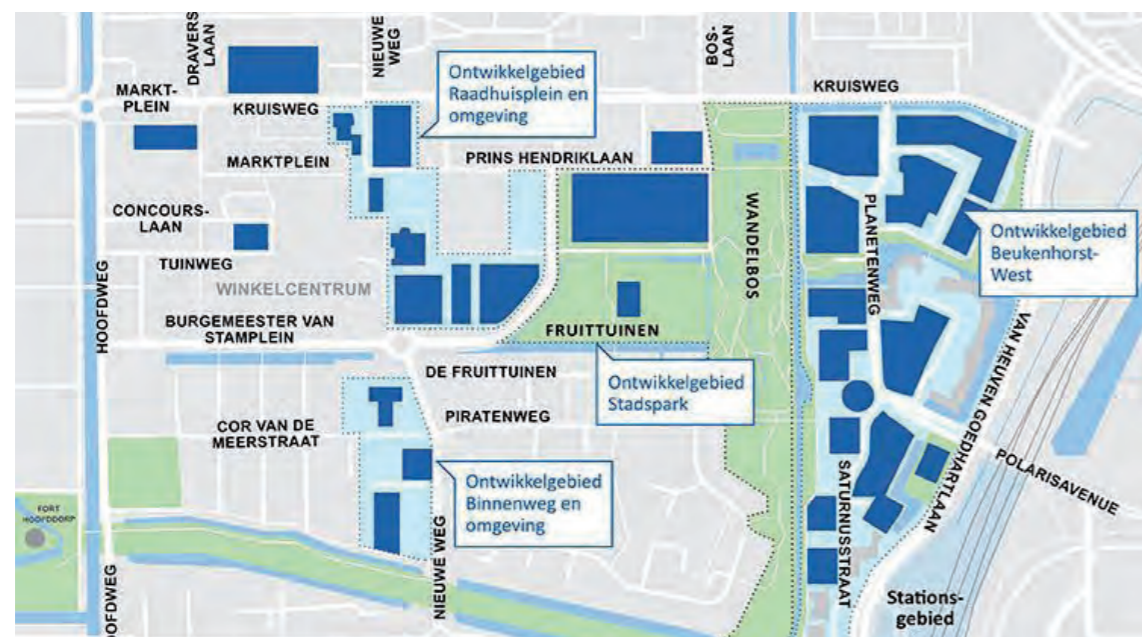 DRAVERS
LAAN
NIEUWE
WEG
BOS-
LAAN
Ontwikkelgebied
Raadhuisplein en
omgeving
MARKT-
PLEIN
KRUISWEG
KRUISWEG
MARKTPLEIN
PRINS HENDRIKLAAN
CONCOURS-
LAAN
TUINWEG
WANDELBOS
PLANETENWEG
Ontwikkelgebied
Beukenhorst-
West
HOOFDWEG
WINKELCENTRUM
BURGEMEESTER VAN
STAMPLEIN
FRUITTUINEN
VAN HEUVEN GOEDHARTLAAN
DE FRUITTUINEN
Ontwikkelgebied
Stadspark
PIRATENWEG
COR VAN DE
MEERSTRAAT
POLARISAVENUE
Ontwikkelgebied
Binnenweg en
omgeving
SATURNUSSTRAAT
FORT
HOOFDDORP
NIEUWE WEG
OOFDWEG
Stations-
gebied